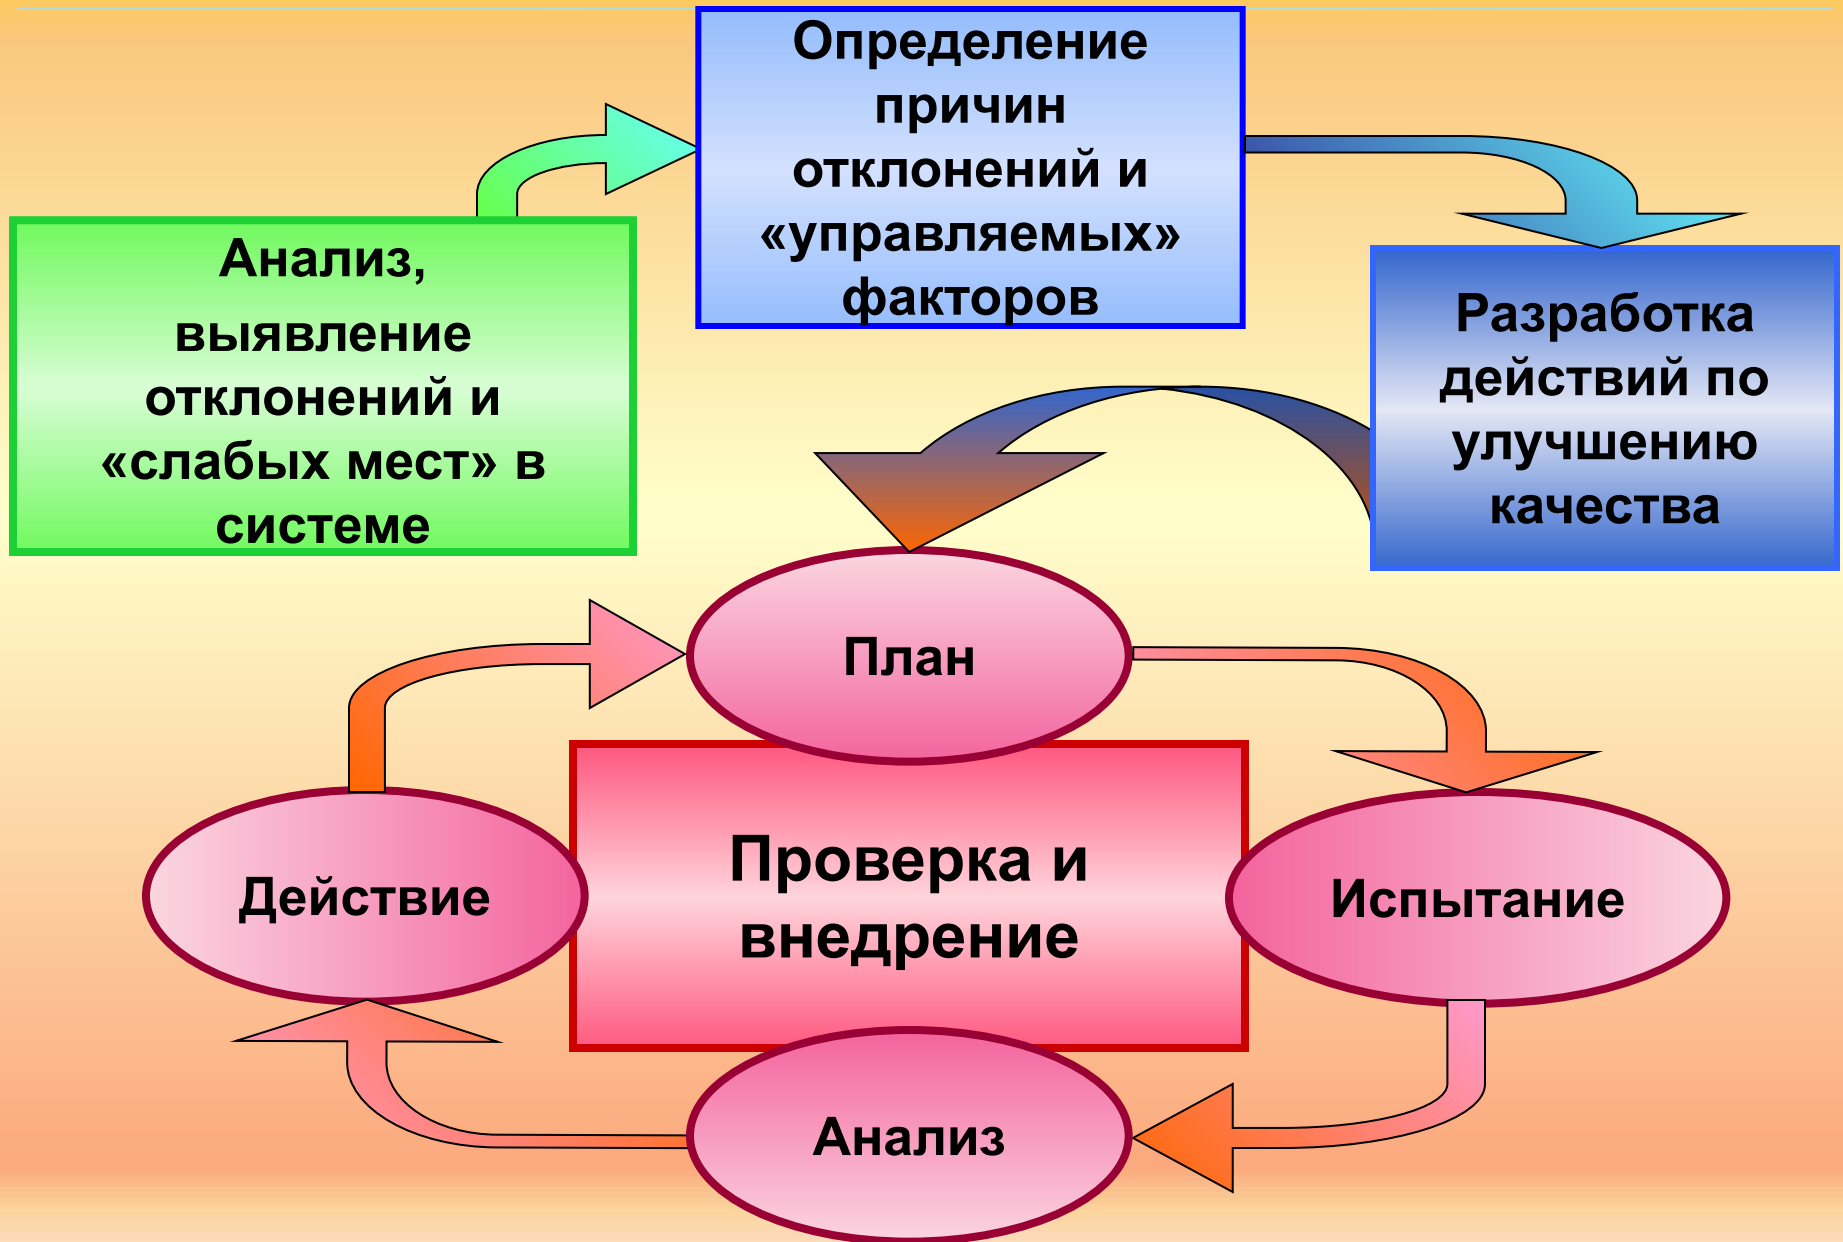 Определение
причин
отклонений и
«управляемых»
факторов
Анализ,
выявление
отклонений и
«слабых мест» в
системе
Разработка
действий по
улучшению
качества
План
Проверка и
внедрение
Действие
Испытание
Анализ